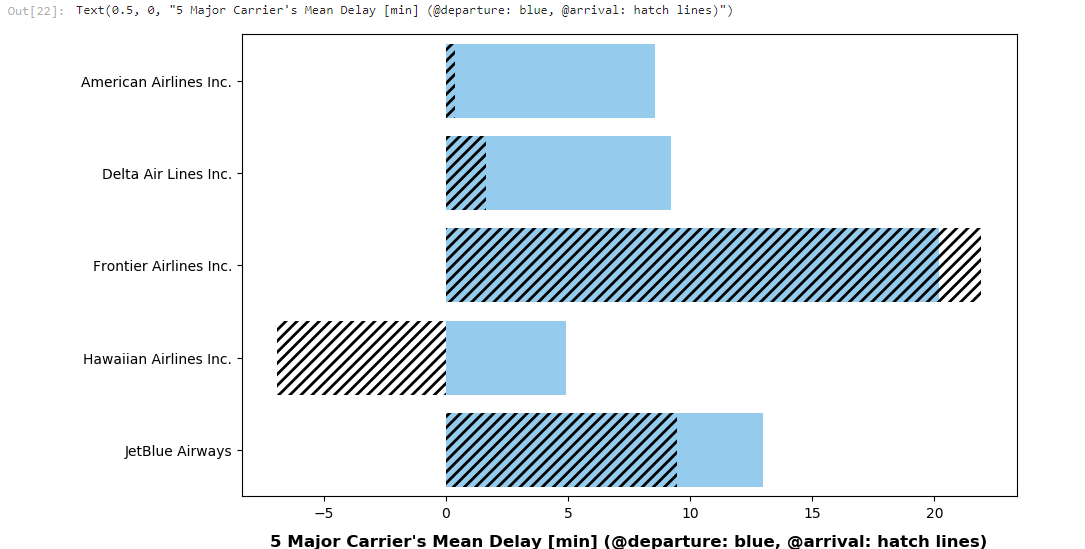 Out[22]: Text(0.5, 0, "5 Major Carrier's Mean Delay [min] (@departure: blue, @arrival: hatch lines)")
American Airlines Inc.
Delta Air Lines Inc.
Frontier Airlines Inc.
Hawaiian Airlines Inc.
JetBlue Airways
−5 0 5 10 15 20
5 Major Carrier's Mean Delay [min] (@departure: blue, @arrival: hatch lines)